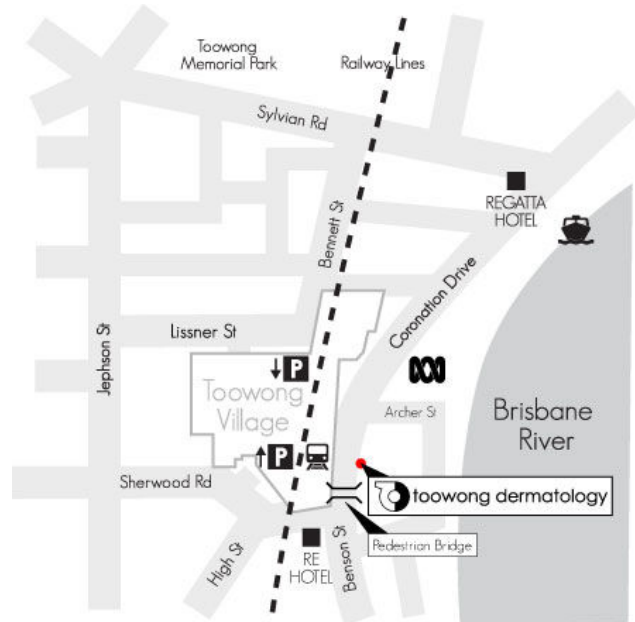 Toowong
Memorial Park
Railway Lines
Sylvian Rd
REGATTA
HOTEL
Bennett St
Coronation Drive
Lissner St
Jephson St
P
Toowong
Village
Archer St
Brisbane
River
P
Sherwood Rd
toowong dermatology
Pedestrian Bridge
High St
RE
HOTEL
Benson St